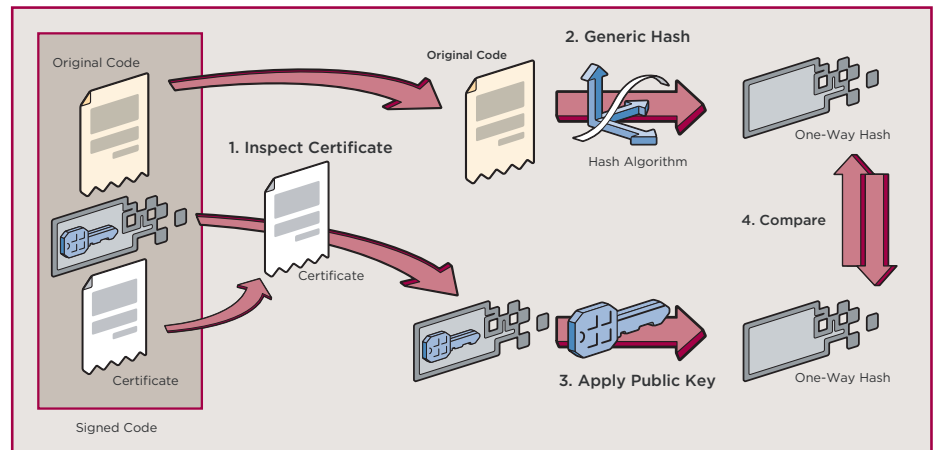 Original Code
Certificate
Signed Code
1. Inspect Certificate
Certificate
Original Code
2. Generic Hash
Hash Algorithm
One-Way Hash
3. Apply Public Key
4. Compare
One-Way Hash